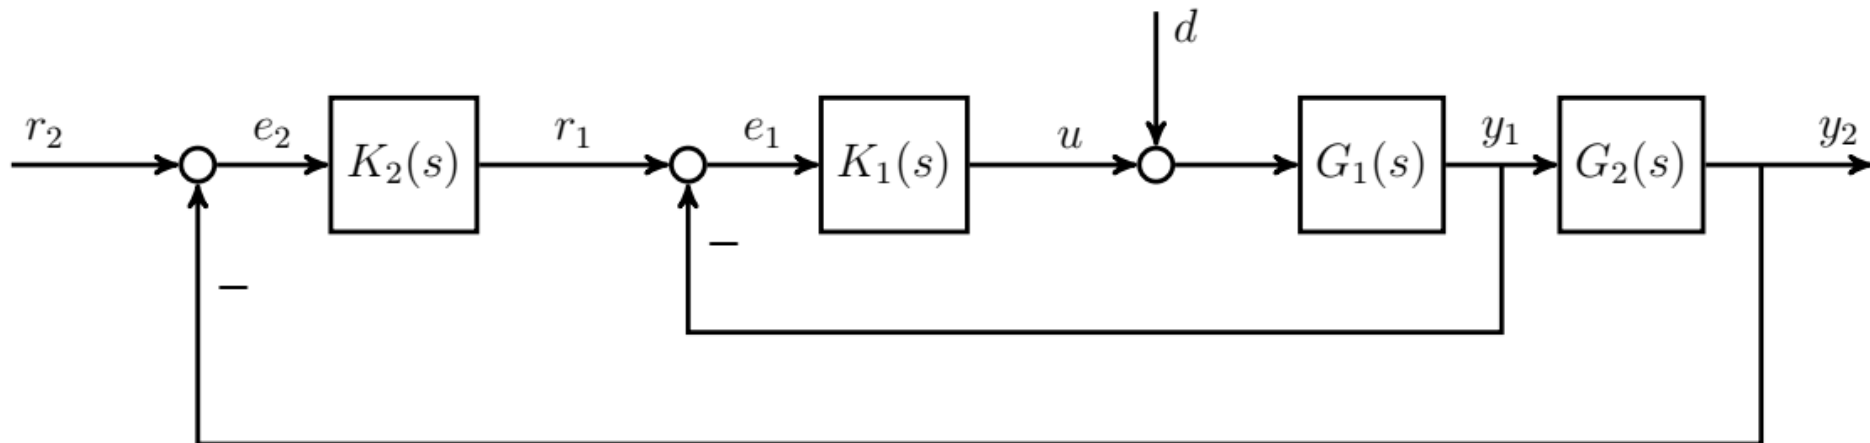 d
r₂
e₂
K₂(s)
r₁
e₁
K₁(s)
u
G₁(s)
y₁
G₂(s)
y₂
−
−